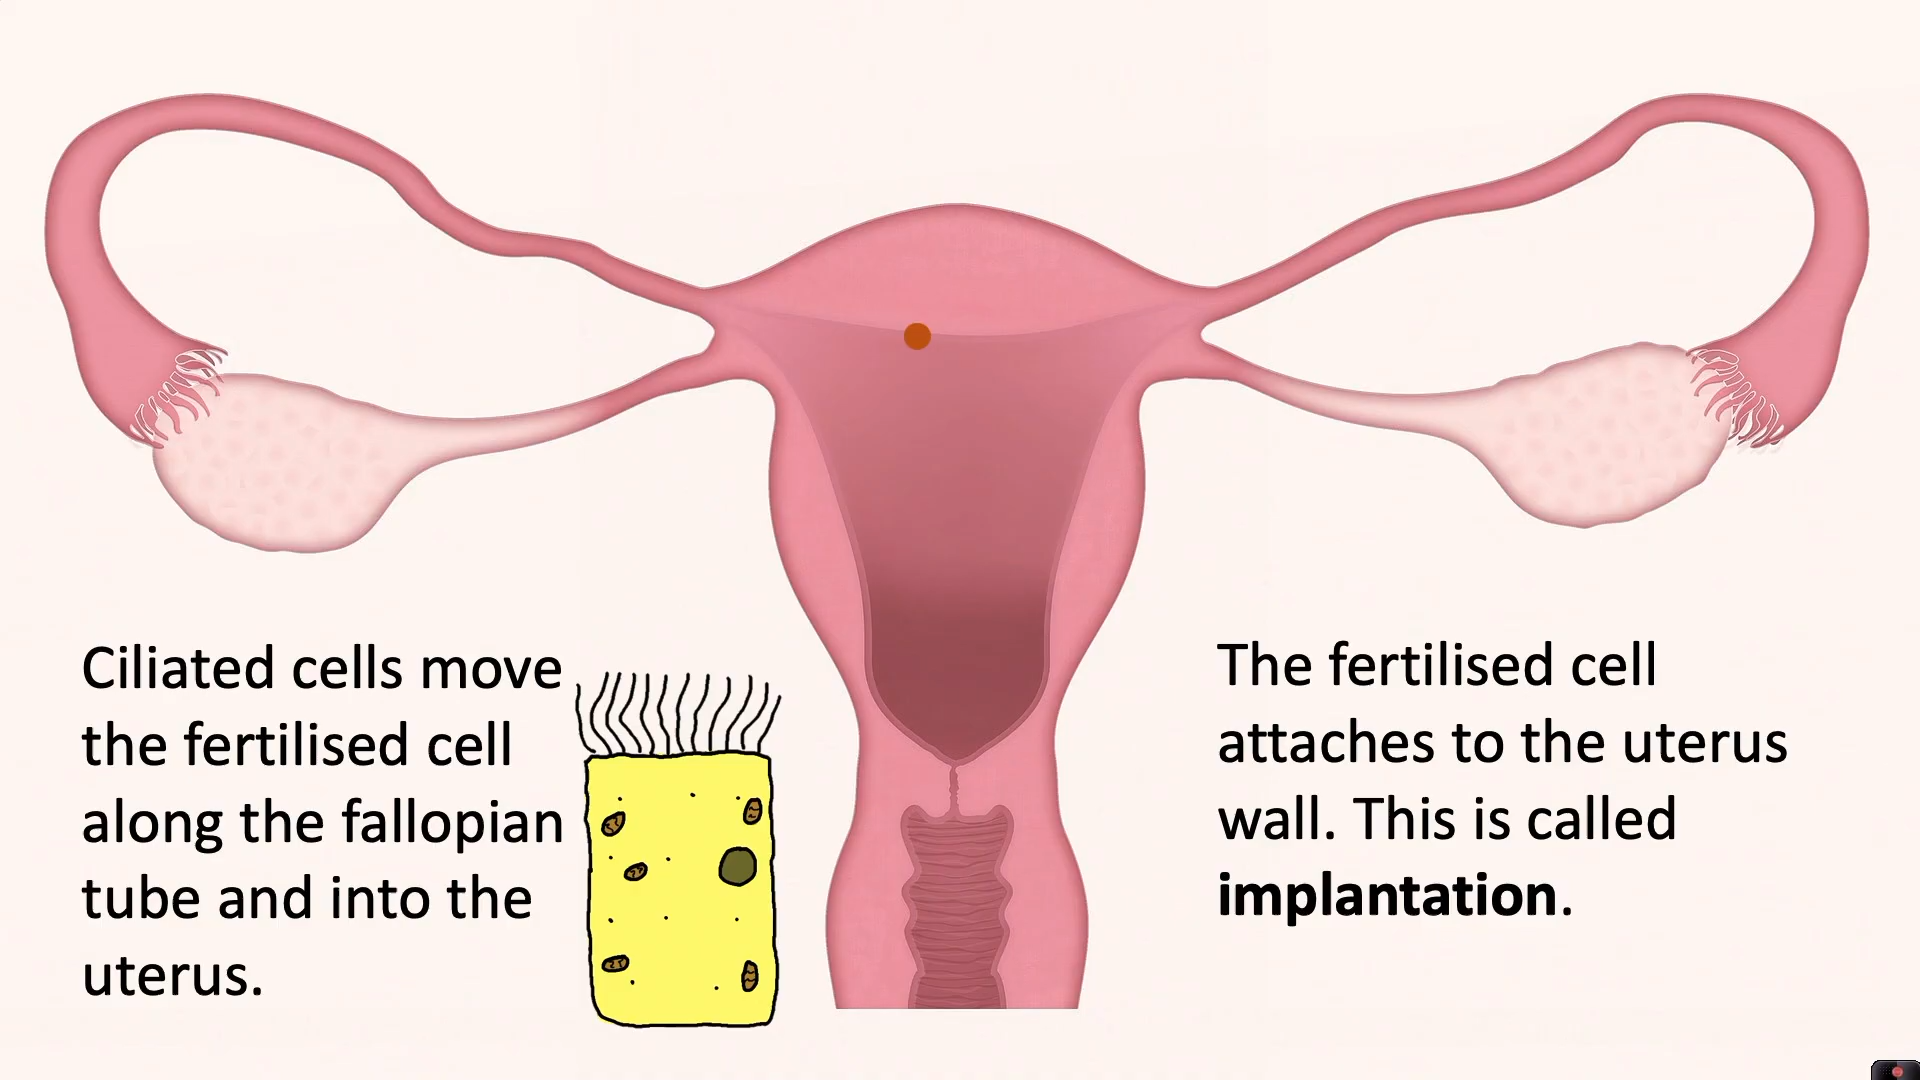 Ciliated cells move
the fertilised cell
along the fallopian
tube and into the
uterus.
The fertilised cell
attaches to the uterus
wall. This is called
implantation.